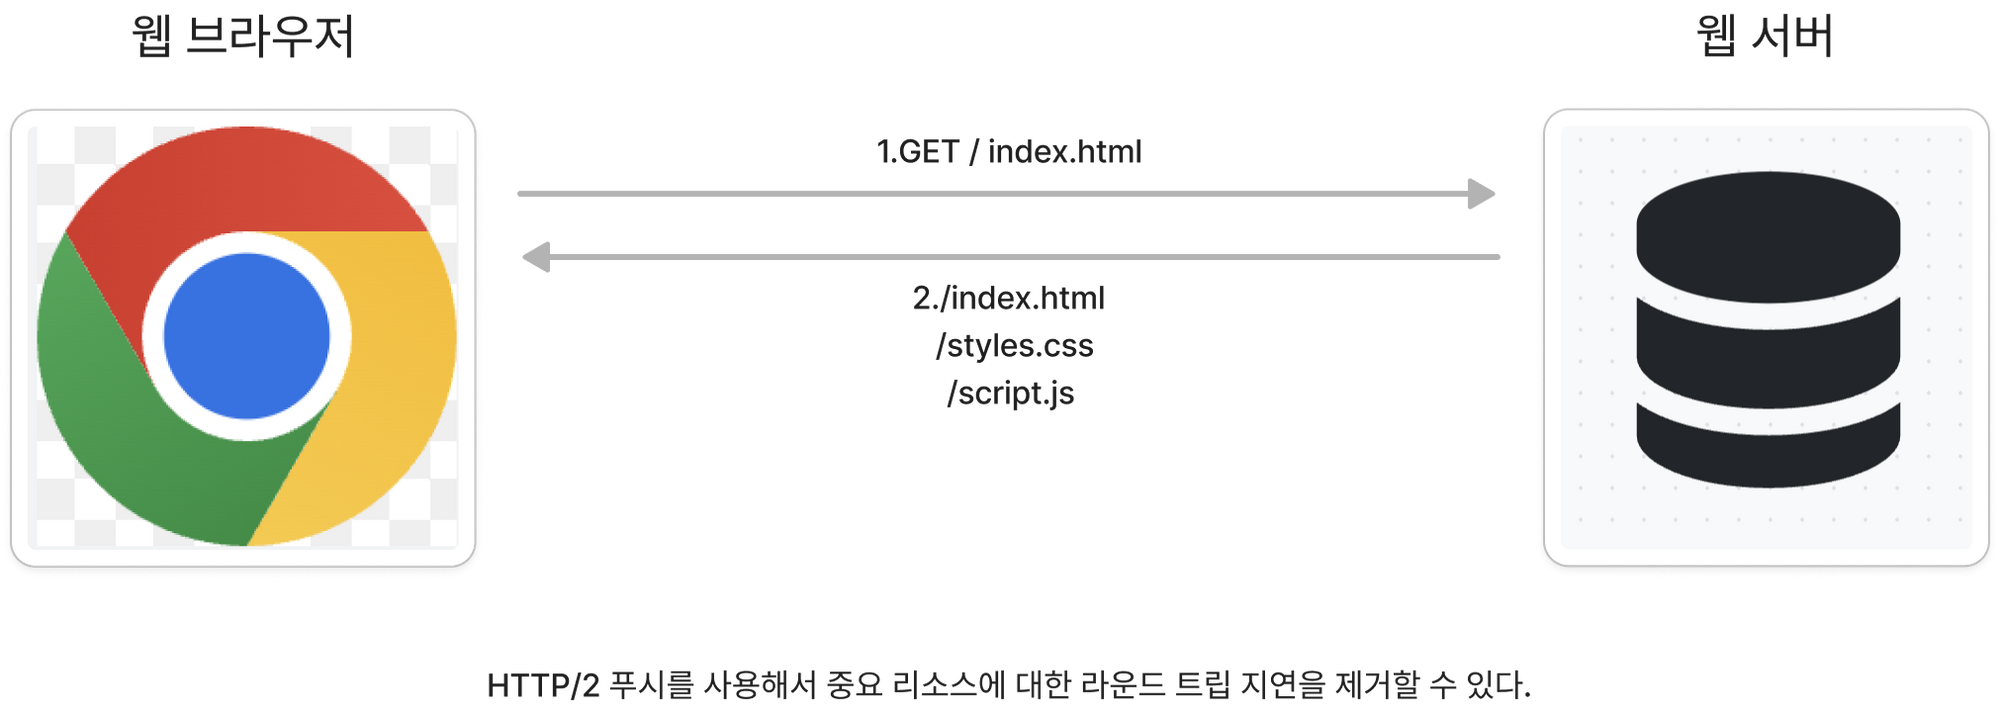 웹 브라우저
웹 서버
1.GET / index.html
2./index.html
/styles.css
/script.js
HTTP/2 푸시를 사용해서 중요 리소스에 대한 라운드 트립 지연을 제거할 수 있다.